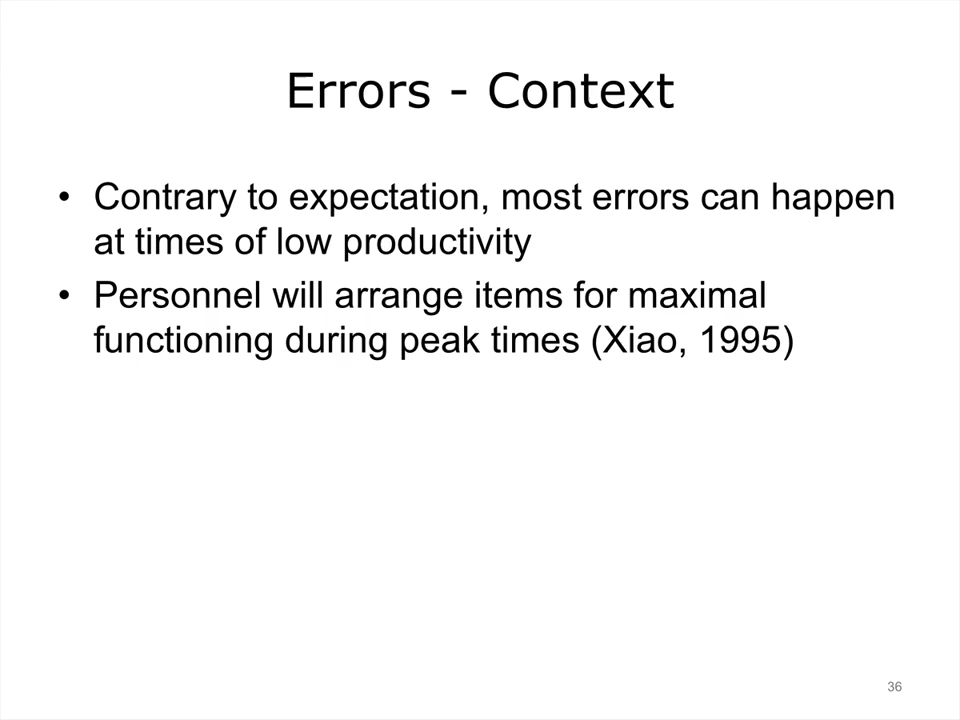 Errors - Context
• Contrary to expectation, most errors can happen
at times of low productivity
• Personnel will arrange items for maximal
functioning during peak times (Xiao, 1995)
36